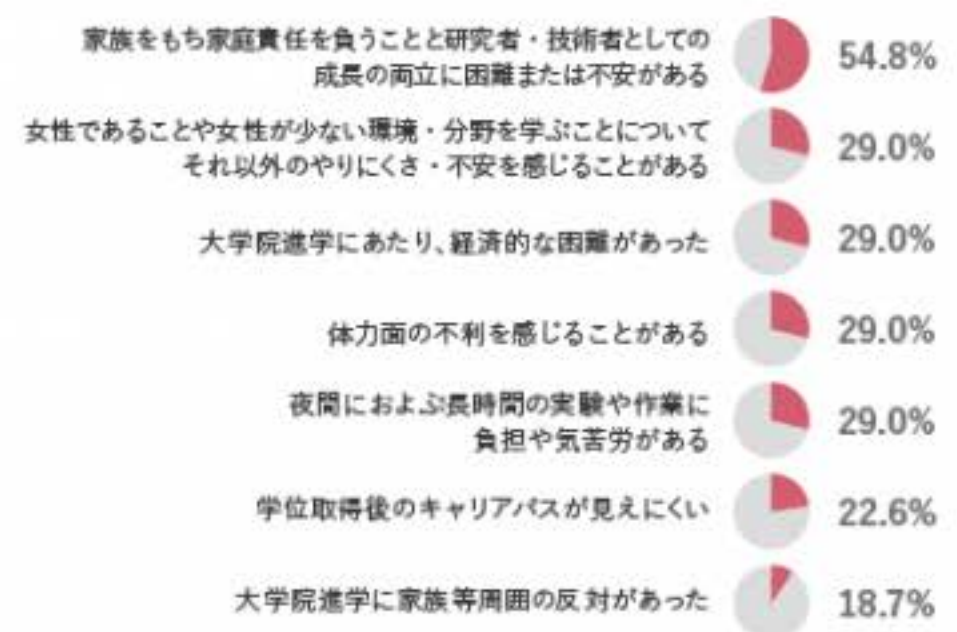 家族をもち家庭責任を負うことと研究者・技術者としての
成長の両立に困難または不安がある
54.8%
女性であることや女性が少ない環境・分野を学ぶことについて
それ以外のやりにくさ・不安を感じることがある
29.0%
大学院進学にあたり、経済的な困難があった
29.0%
体力面の不利を感じることがある
29.0%
夜間におよぶ長時間の実験や作業に
負担や気苦労がある
29.0%
学位取得後のキャリアパスが見えにくい
22.6%
大学院進学に家族等周囲の反対があった
18.7%